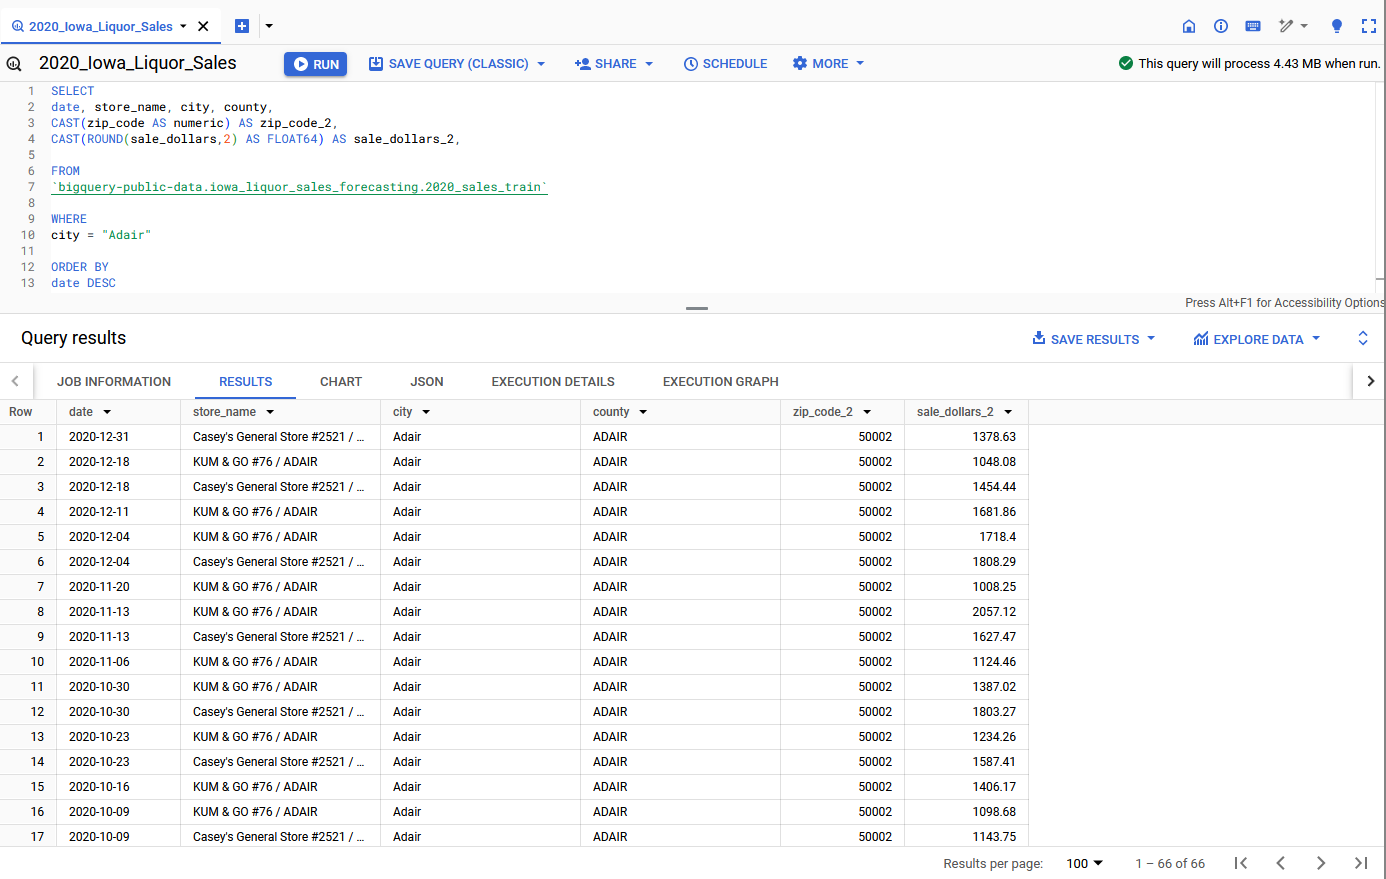 2020_Iowa_Liquor_Sales
2020_Iowa_Liquor_Sales RUN SAVE QUERY (CLASSIC) SHARE SCHEDULE MORE This query will process 4.43 MB when run.
1 SELECT
2 date, store_name, city, county,
3 CAST(zip_code AS numeric) AS zip_code_2,
4 CAST(ROUND(sale_dollars,2) AS FLOAT64) AS sale_dollars_2,
5
6 FROM
7 `bigquery-public-data.iowa_liquor_sales_forecasting.2020_sales_train`
8
9 WHERE
10 city = "Adair"
11
12 ORDER BY
13 date DESC
Press Alt+F1 for Accessibility Options
Query results SAVE RESULTS EXPLORE DATA
JOB INFORMATION RESULTS CHART JSON EXECUTION DETAILS EXECUTION GRAPH
Row date store_name city county zip_code_2 sale_dollars_2
1 2020-12-31 Casey's General Store #2521 / ... Adair ADAIR 50002 1378.63
2 2020-12-18 KUM & GO #76 / ADAIR Adair ADAIR 50002 1048.08
3 2020-12-18 Casey's General Store #2521 / ... Adair ADAIR 50002 1454.44
4 2020-12-11 KUM & GO #76 / ADAIR Adair ADAIR 50002 1681.86
5 2020-12-04 KUM & GO #76 / ADAIR Adair ADAIR 50002 1718.4
6 2020-12-04 Casey's General Store #2521 / ... Adair ADAIR 50002 1808.29
7 2020-11-20 KUM & GO #76 / ADAIR Adair ADAIR 50002 1008.25
8 2020-11-13 KUM & GO #76 / ADAIR Adair ADAIR 50002 2057.12
9 2020-11-13 Casey's General Store #2521 / ... Adair ADAIR 50002 1627.47
10 2020-11-06 KUM & GO #76 / ADAIR Adair ADAIR 50002 1124.46
11 2020-10-30 KUM & GO #76 / ADAIR Adair ADAIR 50002 1387.02
12 2020-10-30 Casey's General Store #2521 / ... Adair ADAIR 50002 1803.27
13 2020-10-23 KUM & GO #76 / ADAIR Adair ADAIR 50002 1234.26
14 2020-10-23 Casey's General Store #2521 / ... Adair ADAIR 50002 1587.41
15 2020-10-16 KUM & GO #76 / ADAIR Adair ADAIR 50002 1406.17
16 2020-10-09 KUM & GO #76 / ADAIR Adair ADAIR 50002 1098.68
17 2020-10-09 Casey's General Store #2521 / ... Adair ADAIR 50002 1143.75
Results per page: 100 1 – 66 of 66